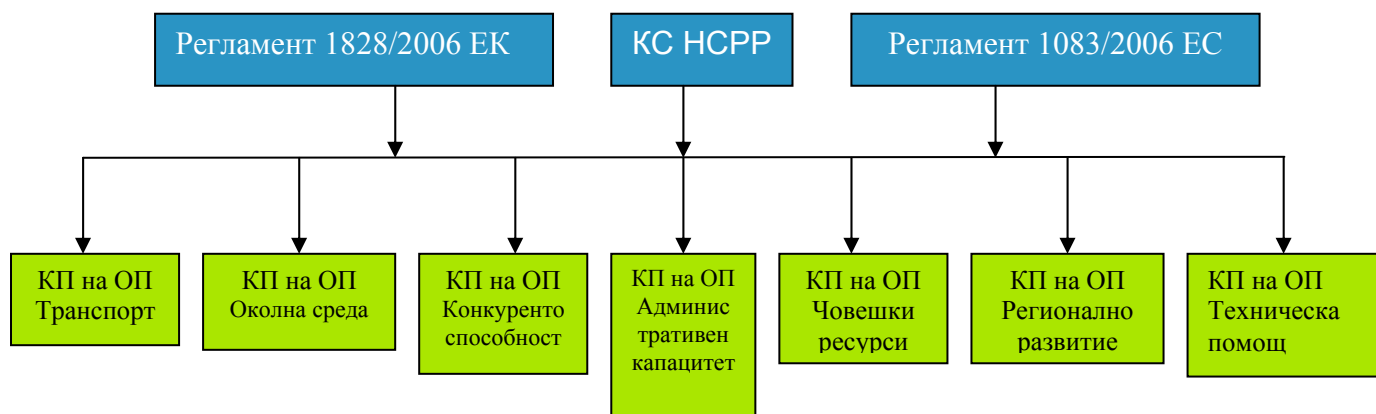 Регламент 1828/2006 ЕК
КС НСРР
Регламент 1083/2006 ЕС
КП на ОП
Транспорт
КП на ОП
Околна среда
КП на ОП
Конкуренто
способност
КП на ОП
Админис
тративен
капацитет
КП на ОП
Човешки
ресурси
КП на ОП
Регионално
развитие
КП на ОП
Техническа
помощ